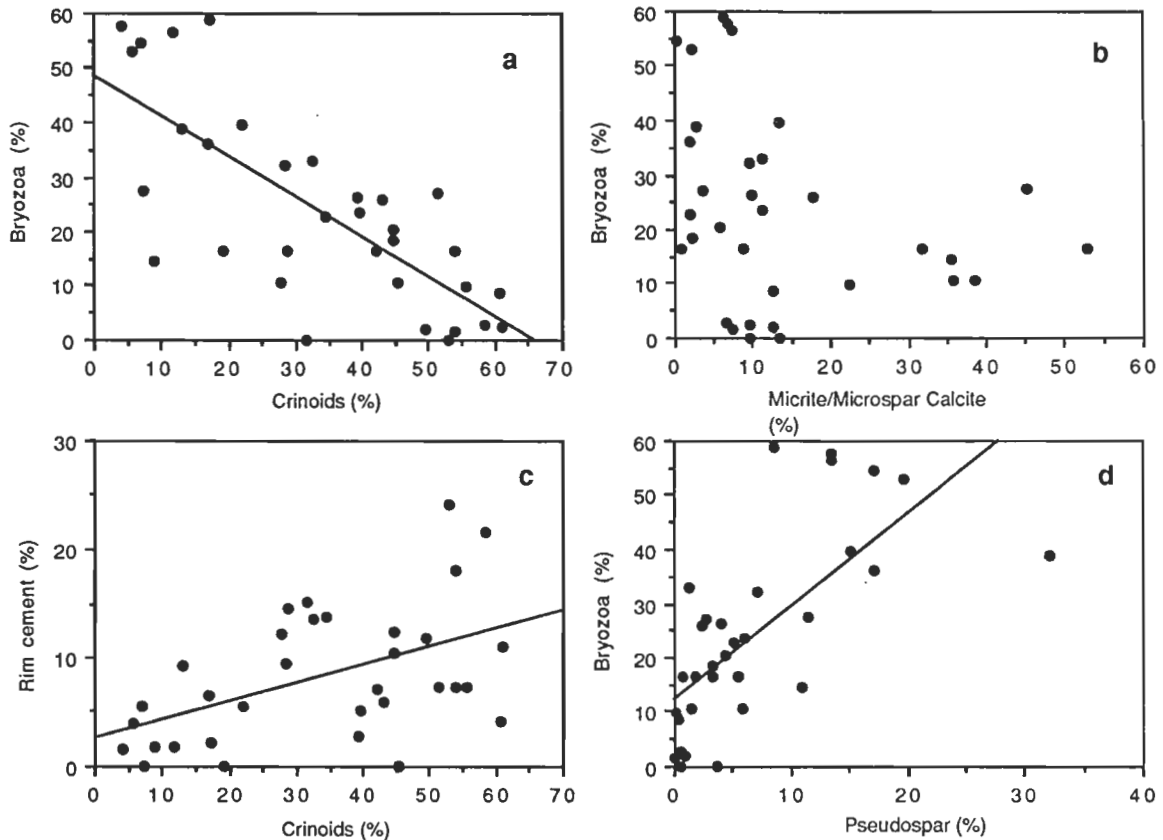 60
50
40
30
20
10
0
Bryozoa (%)
a
0 10 20 30 40 50 60 70
Crinoids (%)
60
50
40
30
20
10
0
Bryozoa (%)
b
0 10 20 30 40 50 60
Micrite/Microspar Calcite
(%)
30
20
10
0
Rim cement (%)
c
0 10 20 30 40 50 60 70
Crinoids (%)
60
50
40
30
20
10
0
Bryozoa (%)
d
0 10 20 30 40
Pseudospar (%)